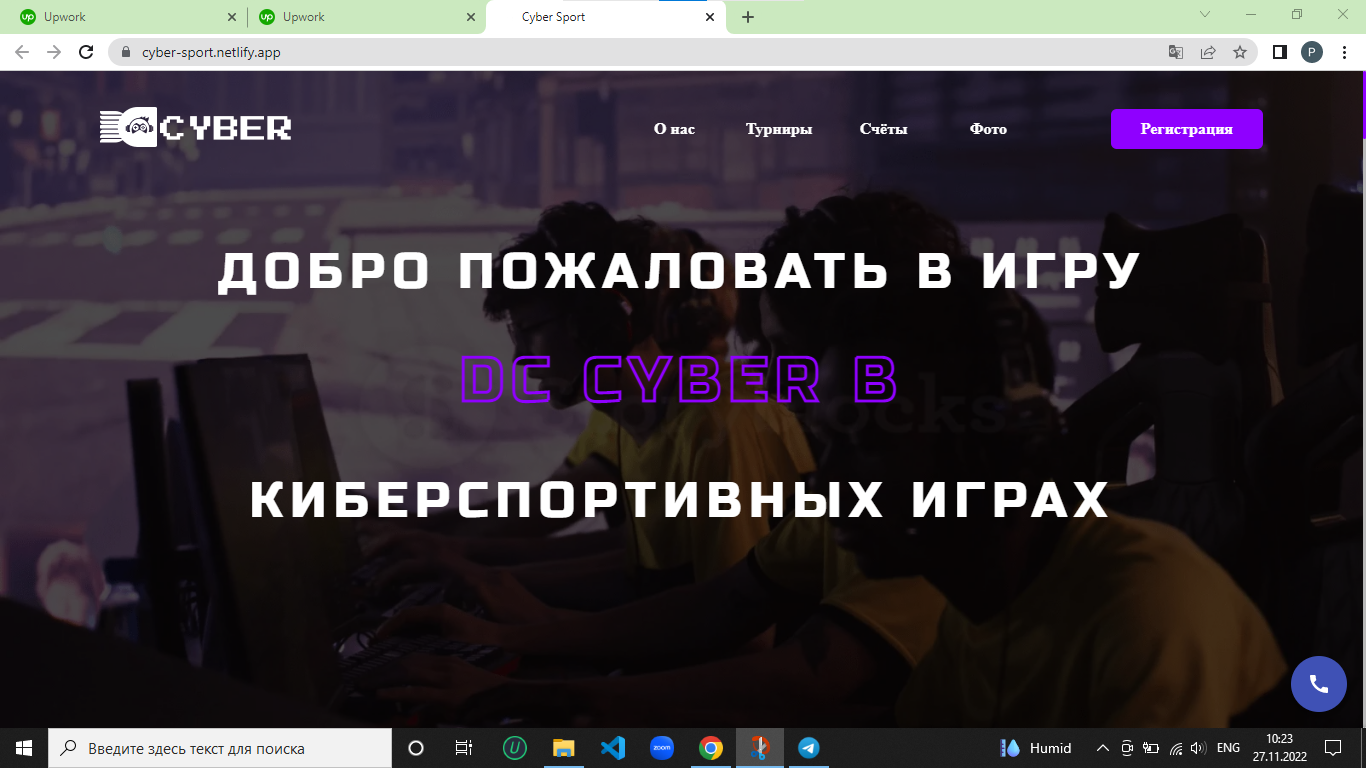 Upwork
Upwork
Cyber Sport
cyber-sport.netlify.app
P
CYBER
О нас
Турниры
Счёты
Фото
Регистрация
ДОБРО ПОЖАЛОВАТЬ В ИГРУ
DC CYBER В
КИБЕРСПОРТИВНЫХ ИГРАХ
Введите здесь текст для поиска
zoom
Humid
ENG
10:23
27.11.2022